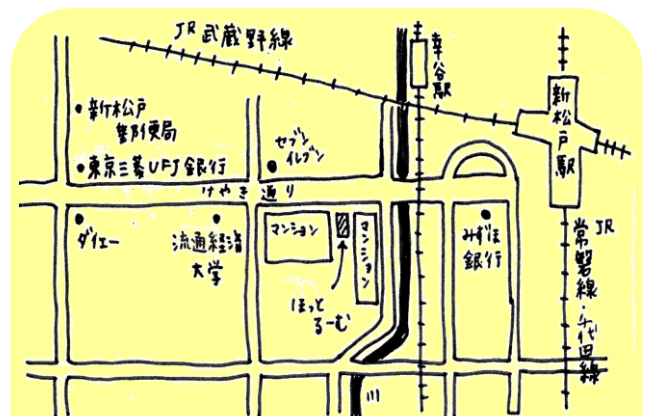 JR武蔵野線
幸谷駅
新松戸駅
新松戸
郵便局
東京三菱UFJ銀行
セブン
イレブン
けやき通り
ダイエー
流通経済
大学
マンション
マンション
ほっと
るーむ
みずほ
銀行
JR
常磐線・千代田線
川